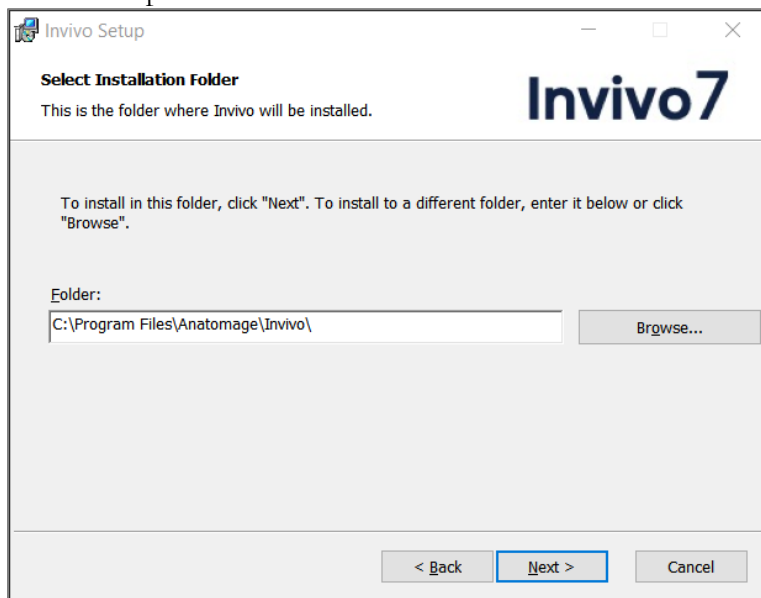 Invivo Setup
Select Installation Folder
This is the folder where Invivo will be installed.
Invivo7
To install in this folder, click "Next". To install to a different folder, enter it below or click
"Browse".
Folder:
C:\Program Files\Anatomage\Invivo\
Browse...
< Back
Next >
Cancel